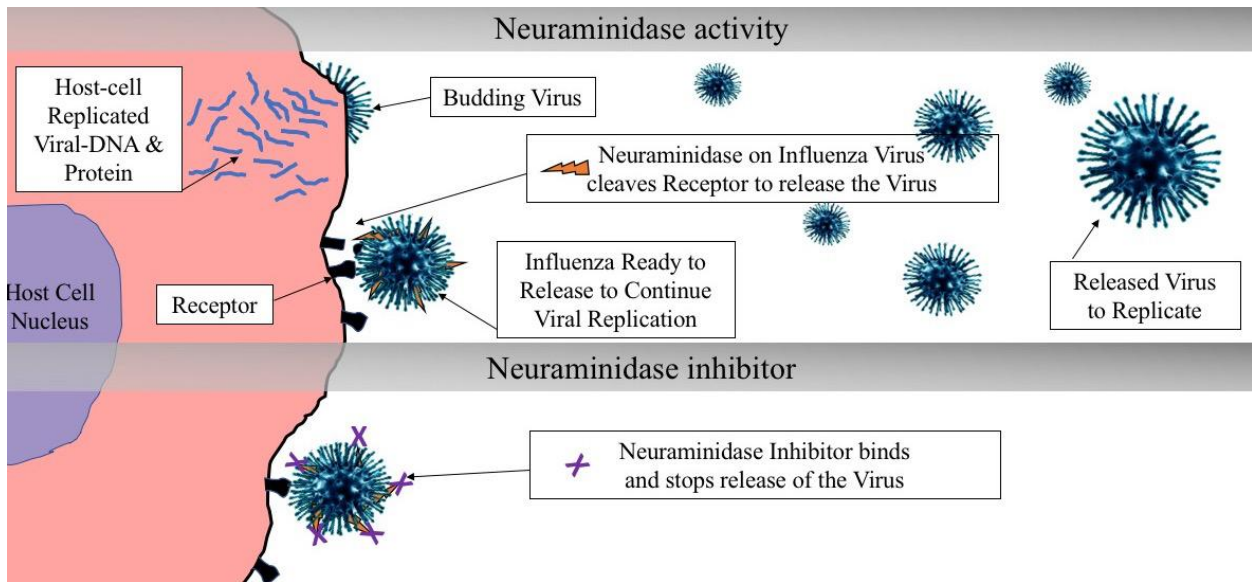 Neuraminidase activity
Host-cell
Replicated
Viral-DNA &
Protein
Budding Virus
Neuraminidase on Influenza Virus
cleaves Receptor to release the Virus
Host Cell
Nucleus
Receptor
Influenza Ready to
Release to Continue
Viral Replication
Released Virus
to Replicate
Neuraminidase inhibitor
Neuraminidase Inhibitor binds
and stops release of the Virus